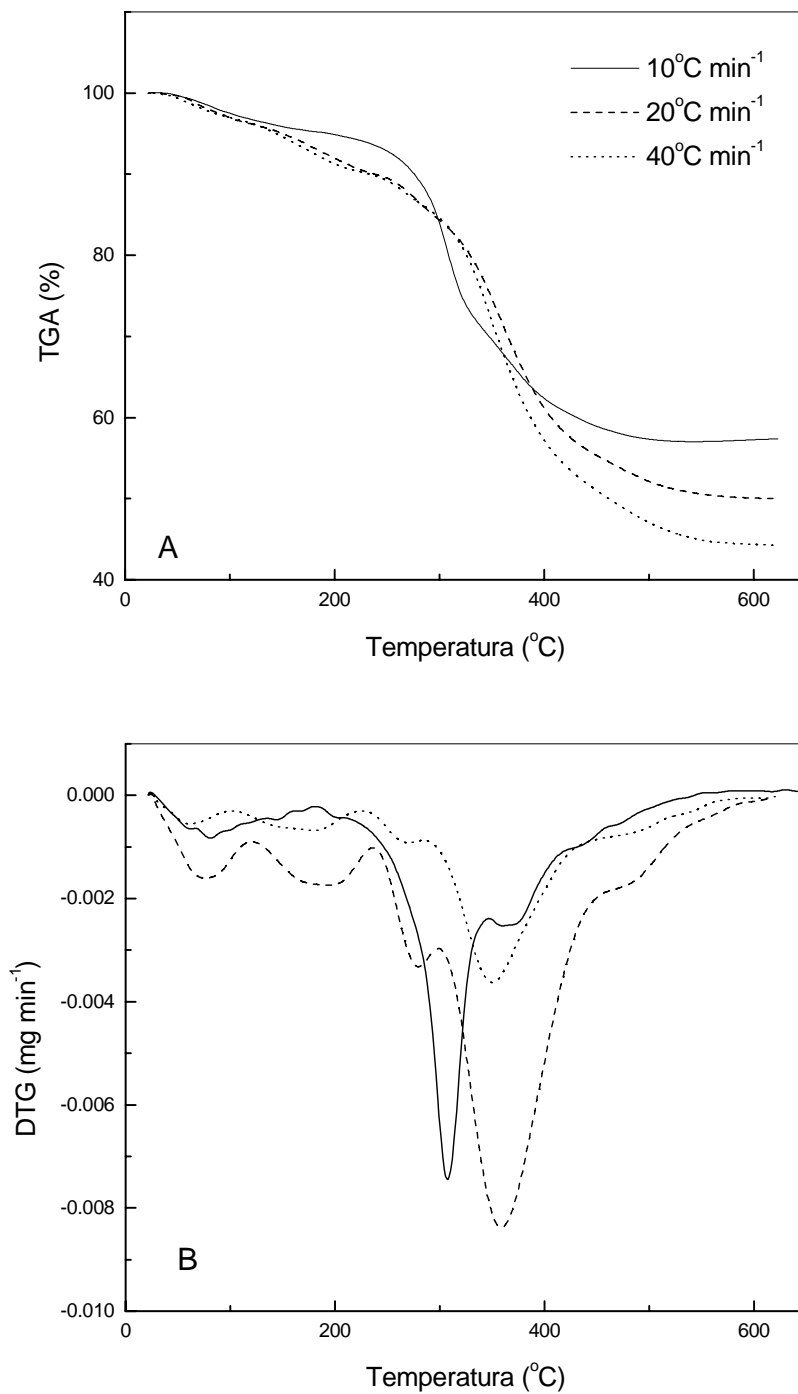 10°C min⁻¹
20°C min⁻¹
40°C min⁻¹
100
80
60
40
TGA (%)
A
0
200
400
600
Temperatura (°C)
0.000
-0.002
-0.004
-0.006
-0.008
-0.010
DTG (mg min⁻¹)
B
0
200
400
600
Temperatura (°C)